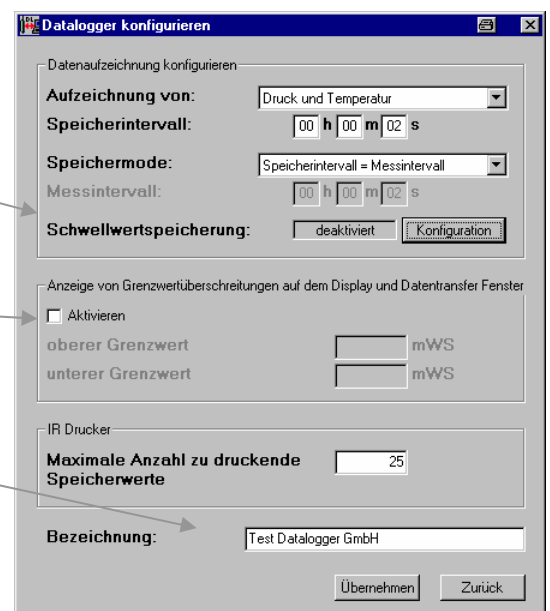 Datalogger konfigurieren
Datenaufzeichnung konfigurieren
Aufzeichnung von: Druck und Temperatur
Speicherintervall: 00 h 00 m 02 s
Speichermode: Speicherintervall = Messintervall
Messintervall: 00 h 00 m 02 s
Schwellwertspeicherung: deaktiviert Konfiguration
Anzeige von Grenzwertüberschreitungen auf dem Display und Datentransfer Fenster
Aktivieren
oberer Grenzwert mWS
unterer Grenzwert mWS
IR Drucker
Maximale Anzahl zu druckende 25
Speicherwerte
Bezeichnung: Test Datalogger GmbH
Übernehmen Zurück